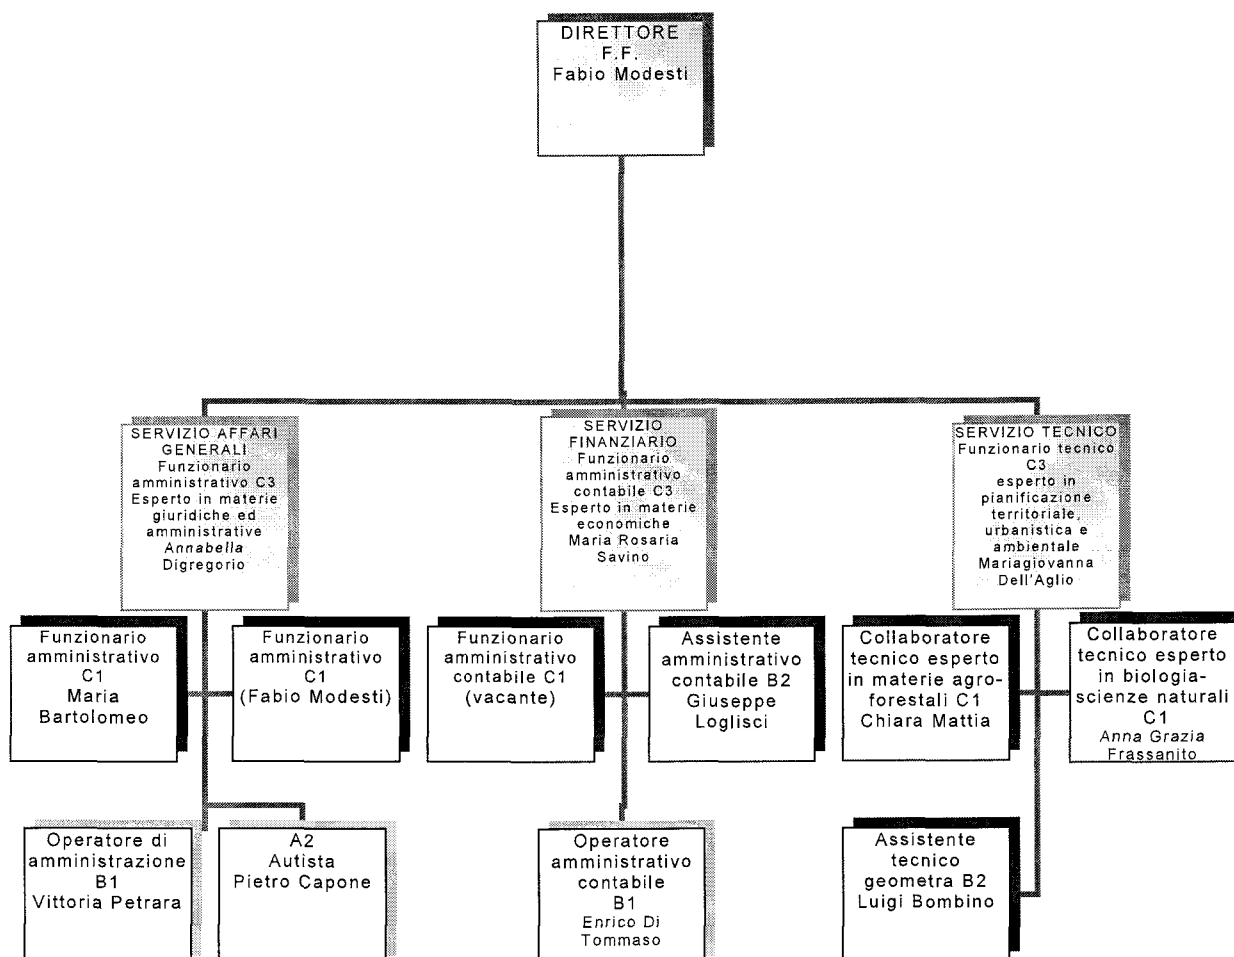 DIRETTORE
F.F.
Fabio Modesti
SERVIZIO AFFARI
GENERALI
Funzionario
amministrativo C3
Esperto in materie
giuridiche ed
amministrative
Annabella
Digregorio
SERVIZIO
FINANZIARIO
Funzionario
amministrativo
contabile C3
Esperto in materie
economiche
Maria Rosaria
Savino
SERVIZIO TECNICO
Funzionario tecnico
C3
esperto in
pianificazione
territoriale,
urbanistica e
ambientale
Mariagiovanna
Dell'Aglio
Funzionario
amministrativo
C1
Maria
Bartolomeo
Funzionario
amministrativo
C1
(Fabio Modesti)
Funzionario
amministrativo
contabile C1
(vacante)
Assistente
amministrativo
contabile B2
Giuseppe
Loglisci
Collaboratore
tecnico esperto
in materie agro-
forestali C1
Chiara Mattia
Collaboratore
tecnico esperto
in biologia-
scienze naturali
C1
Anna Grazia
Frassanito
Operatore di
amministrazione
B1
Vittoria Petrara
A2
Autista
Pietro Capone
Operatore
amministrativo
contabile
B1
Enrico Di
Tommaso
Assistente
tecnico
geometra B2
Luigi Bombino